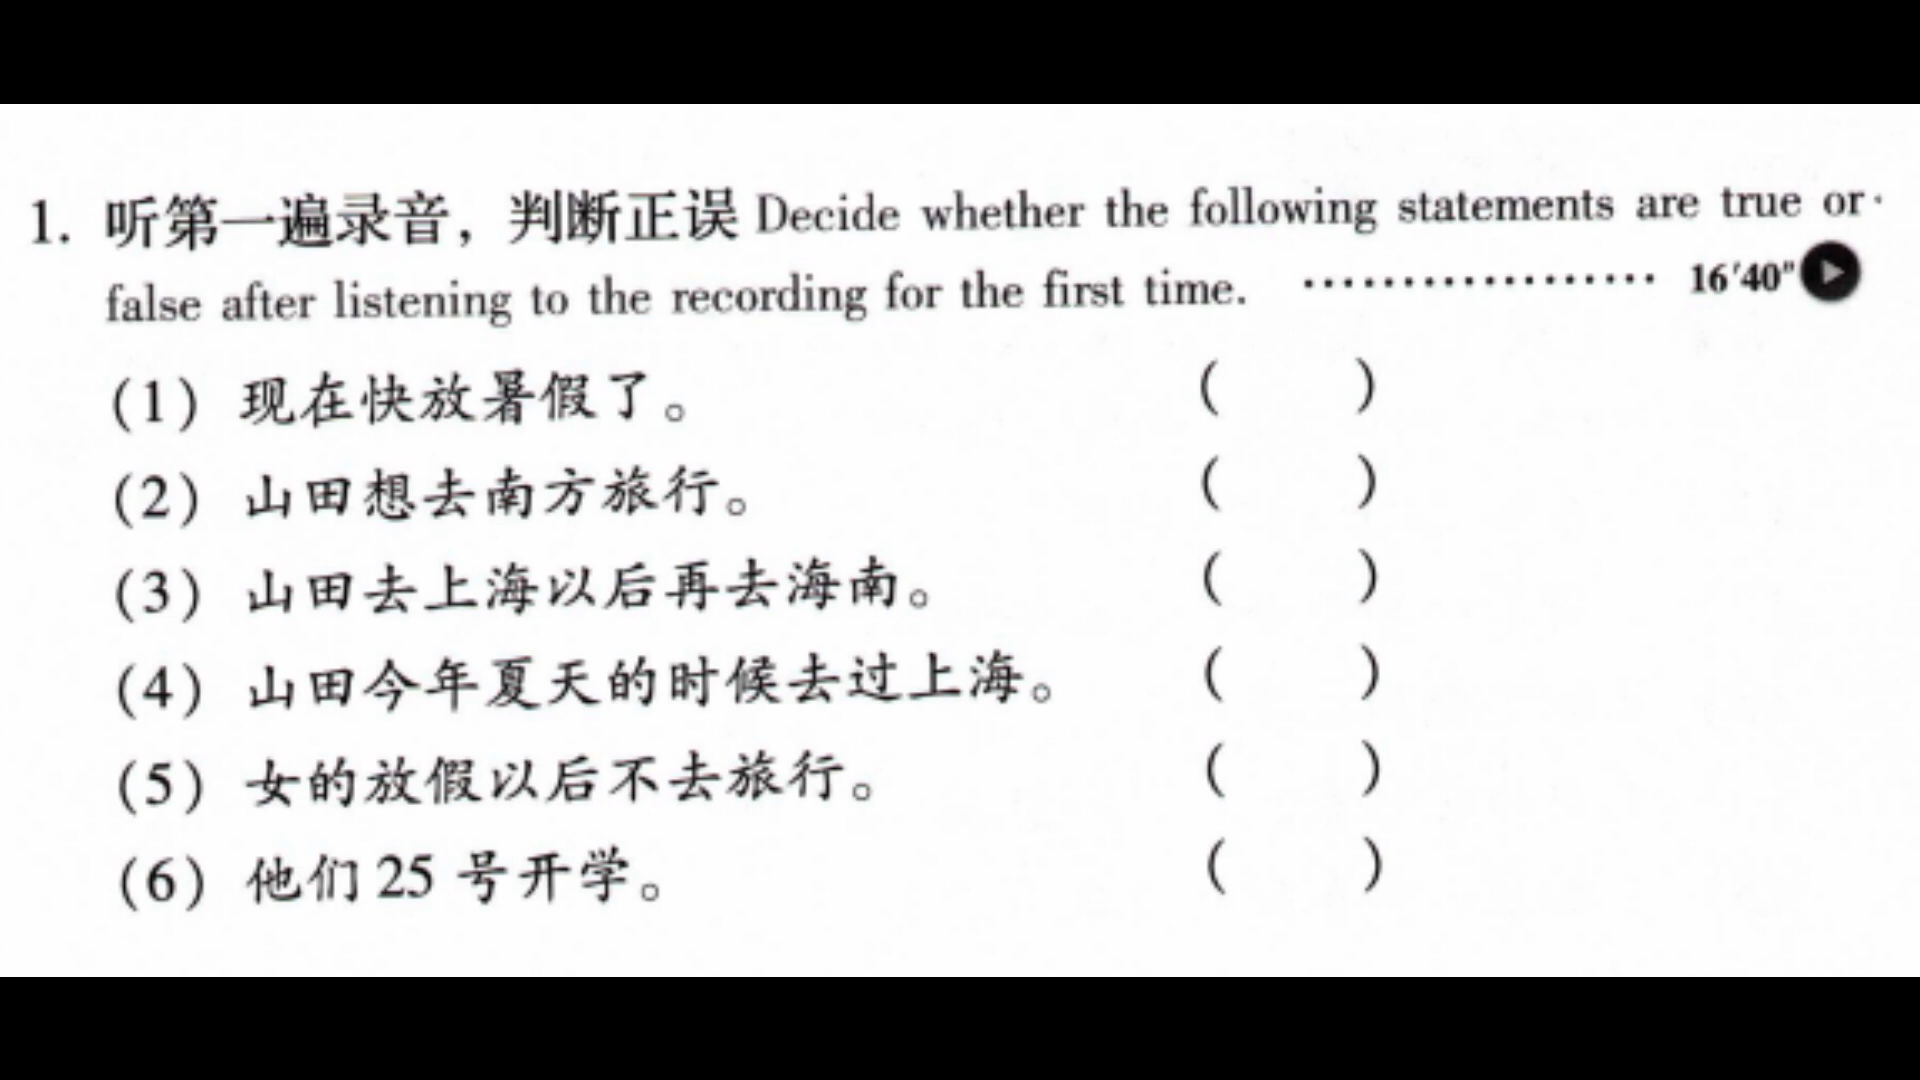 1. 听第一遍录音，判断正误 Decide whether the following statements are true or
false after listening to the recording for the first time. ·················· 16′40″
(1) 现在快放暑假了。 ( )
(2) 山田想去南方旅行。 ( )
(3) 山田去上海以后再去海南。 ( )
(4) 山田今年夏天的时候去过上海。 ( )
(5) 女的放假以后不去旅行。 ( )
(6) 他们 25 号开学。 ( )